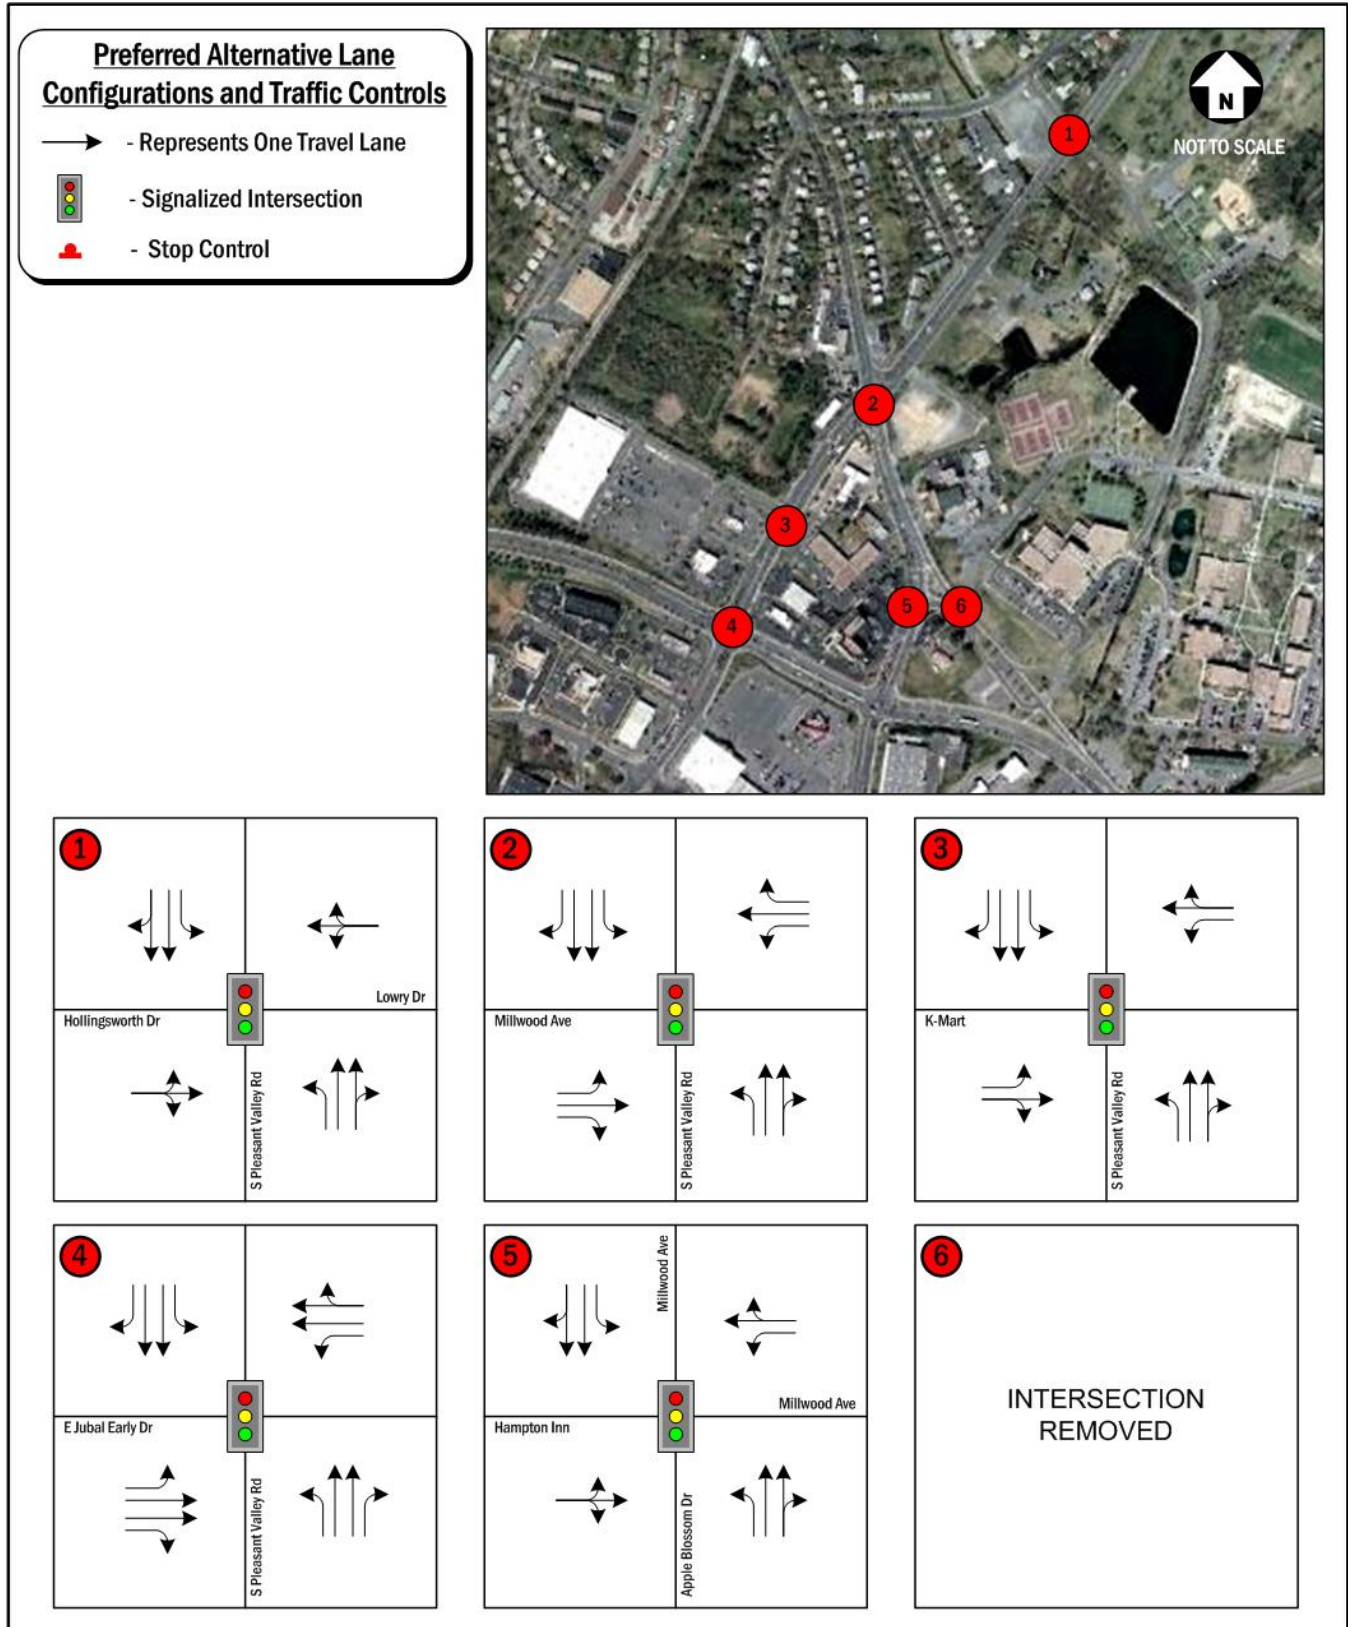 Preferred Alternative Lane
Configurations and Traffic Controls
- Represents One Travel Lane
- Signalized Intersection
- Stop Control
N
NOT TO SCALE
1
2
3
4
5
6
1
Lowry Dr
Hollingsworth Dr
S Pleasant Valley Rd
2
Millwood Ave
S Pleasant Valley Rd
3
K-Mart
S Pleasant Valley Rd
4
E Jubal Early Dr
S Pleasant Valley Rd
5
Millwood Ave
Millwood Ave
Hampton Inn
Apple Blossom Dr
6
INTERSECTION
REMOVED